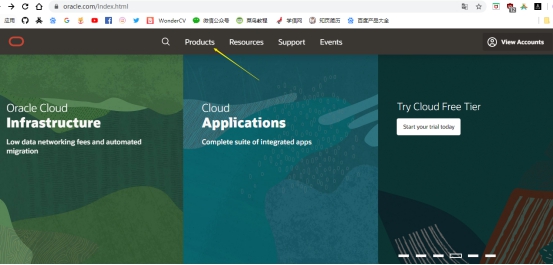 oracle.com/index.html
应用
G
百度
WonderCV
微信公众号
菜鸟教程
学信网
知页简历
百度产品大全
Products
Resources
Support
Events
View Accounts
Oracle Cloud
Infrastructure
Low data networking fees and automated
migration
Cloud
Applications
Complete suite of integrated apps
Try Cloud Free Tier
Start your trial today